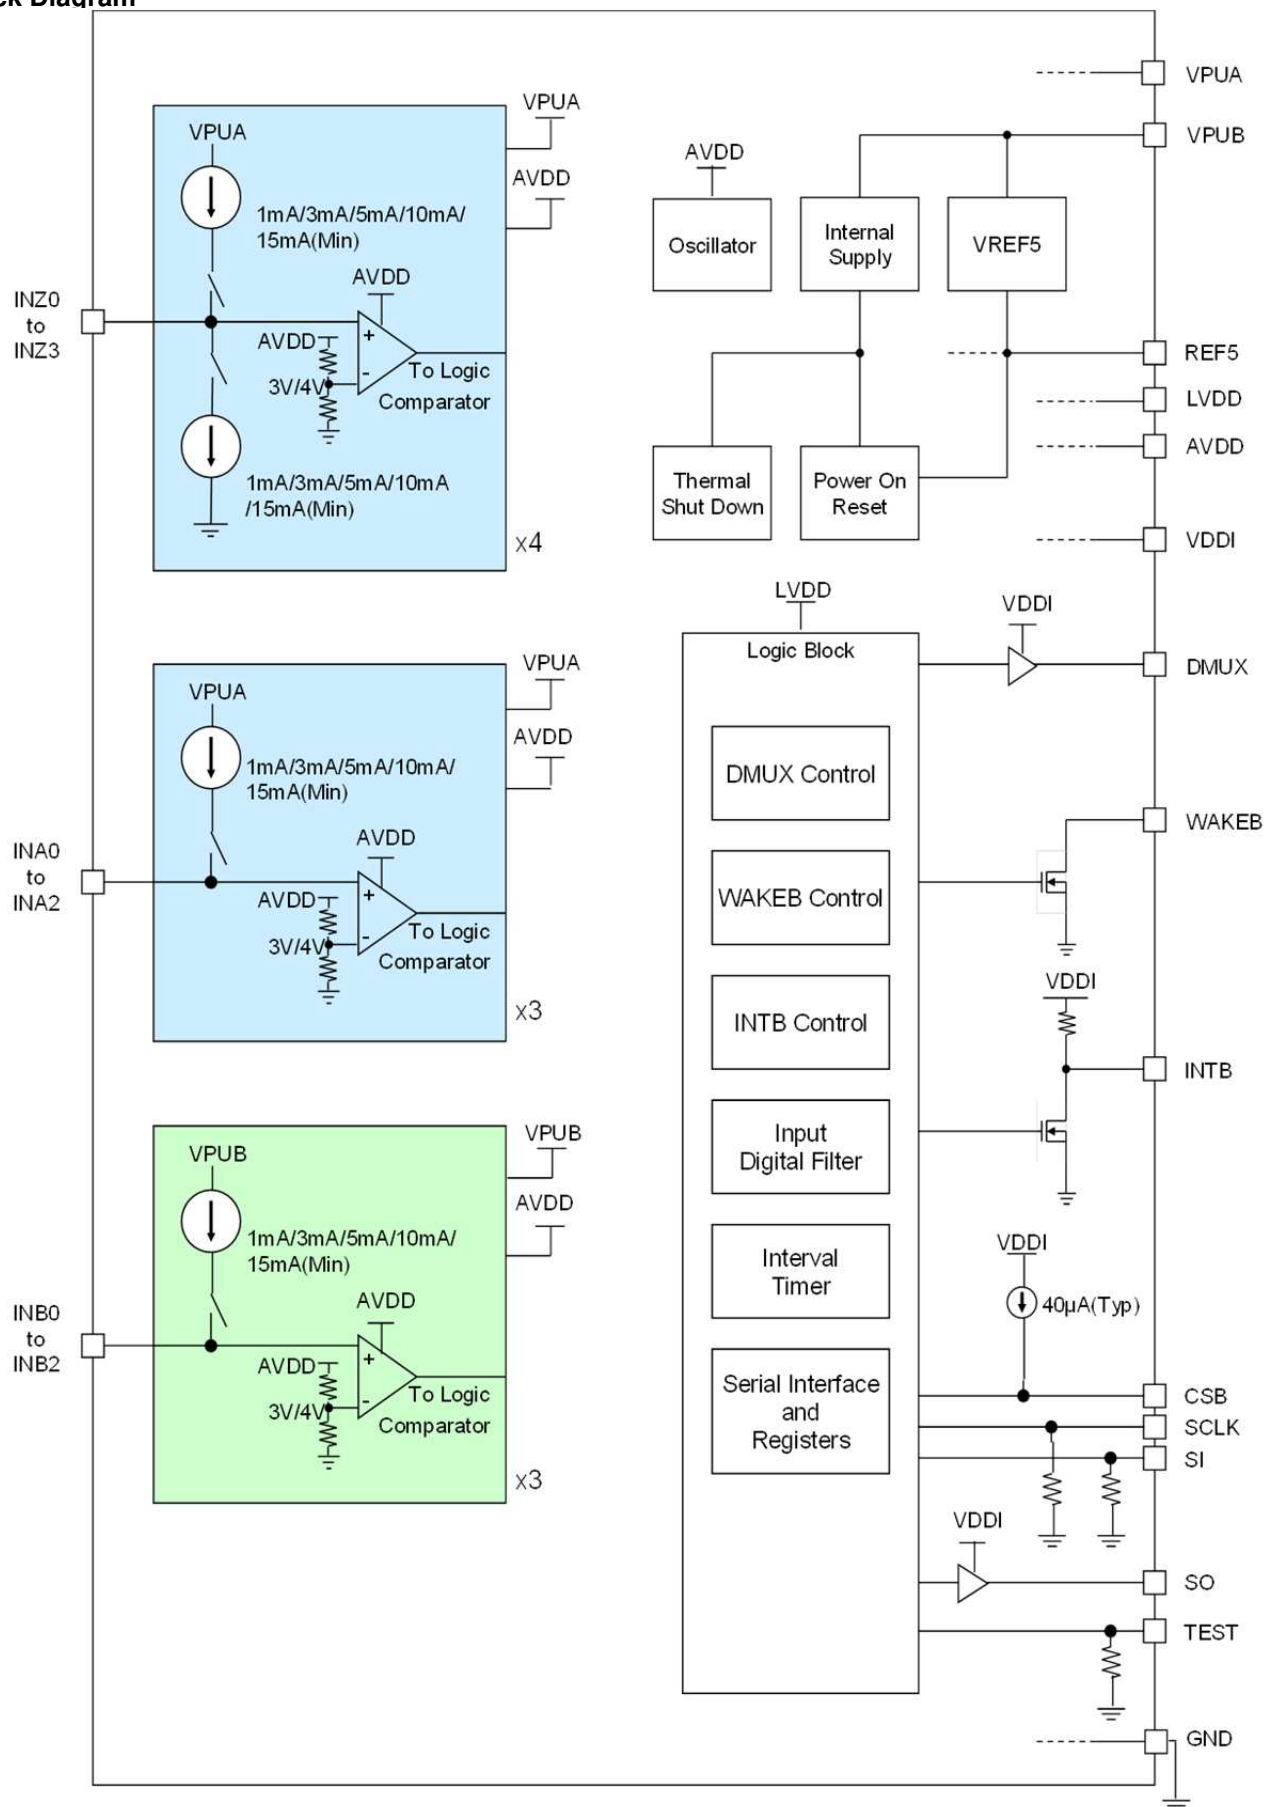 Diagram
VPUA
VPUB
VPUA
AVDD
VPUA
1mA/3mA/5mA/10mA/
15mA(Min)
AVDD
INZ0
to
INZ3
AVDD
3V/4V
+
-
To Logic
Comparator
1mA/3mA/5mA/10mA
/15mA(Min)
x4
AVDD
Oscillator
Internal
Supply
VREF5
REF5
LVDD
AVDD
Thermal
Shut Down
Power On
Reset
VDDI
VPUA
AVDD
VPUA
1mA/3mA/5mA/10mA/
15mA(Min)
AVDD
INA0
to
INA2
AVDD
3V/4V
+
-
To Logic
Comparator
x3
VPUB
AVDD
VPUB
1mA/3mA/5mA/10mA/
15mA(Min)
AVDD
INB0
to
INB2
AVDD
3V/4V
+
-
To Logic
Comparator
x3
LVDD
Logic Block
VDDI
DMUX
DMUX Control
WAKEB
WAKEB Control
VDDI
INTB Control
INTB
Input
Digital Filter
Interval
Timer
VDDI
40µA(Typ)
Serial Interface
and
Registers
CSB
SCLK
SI
VDDI
SO
TEST
GND